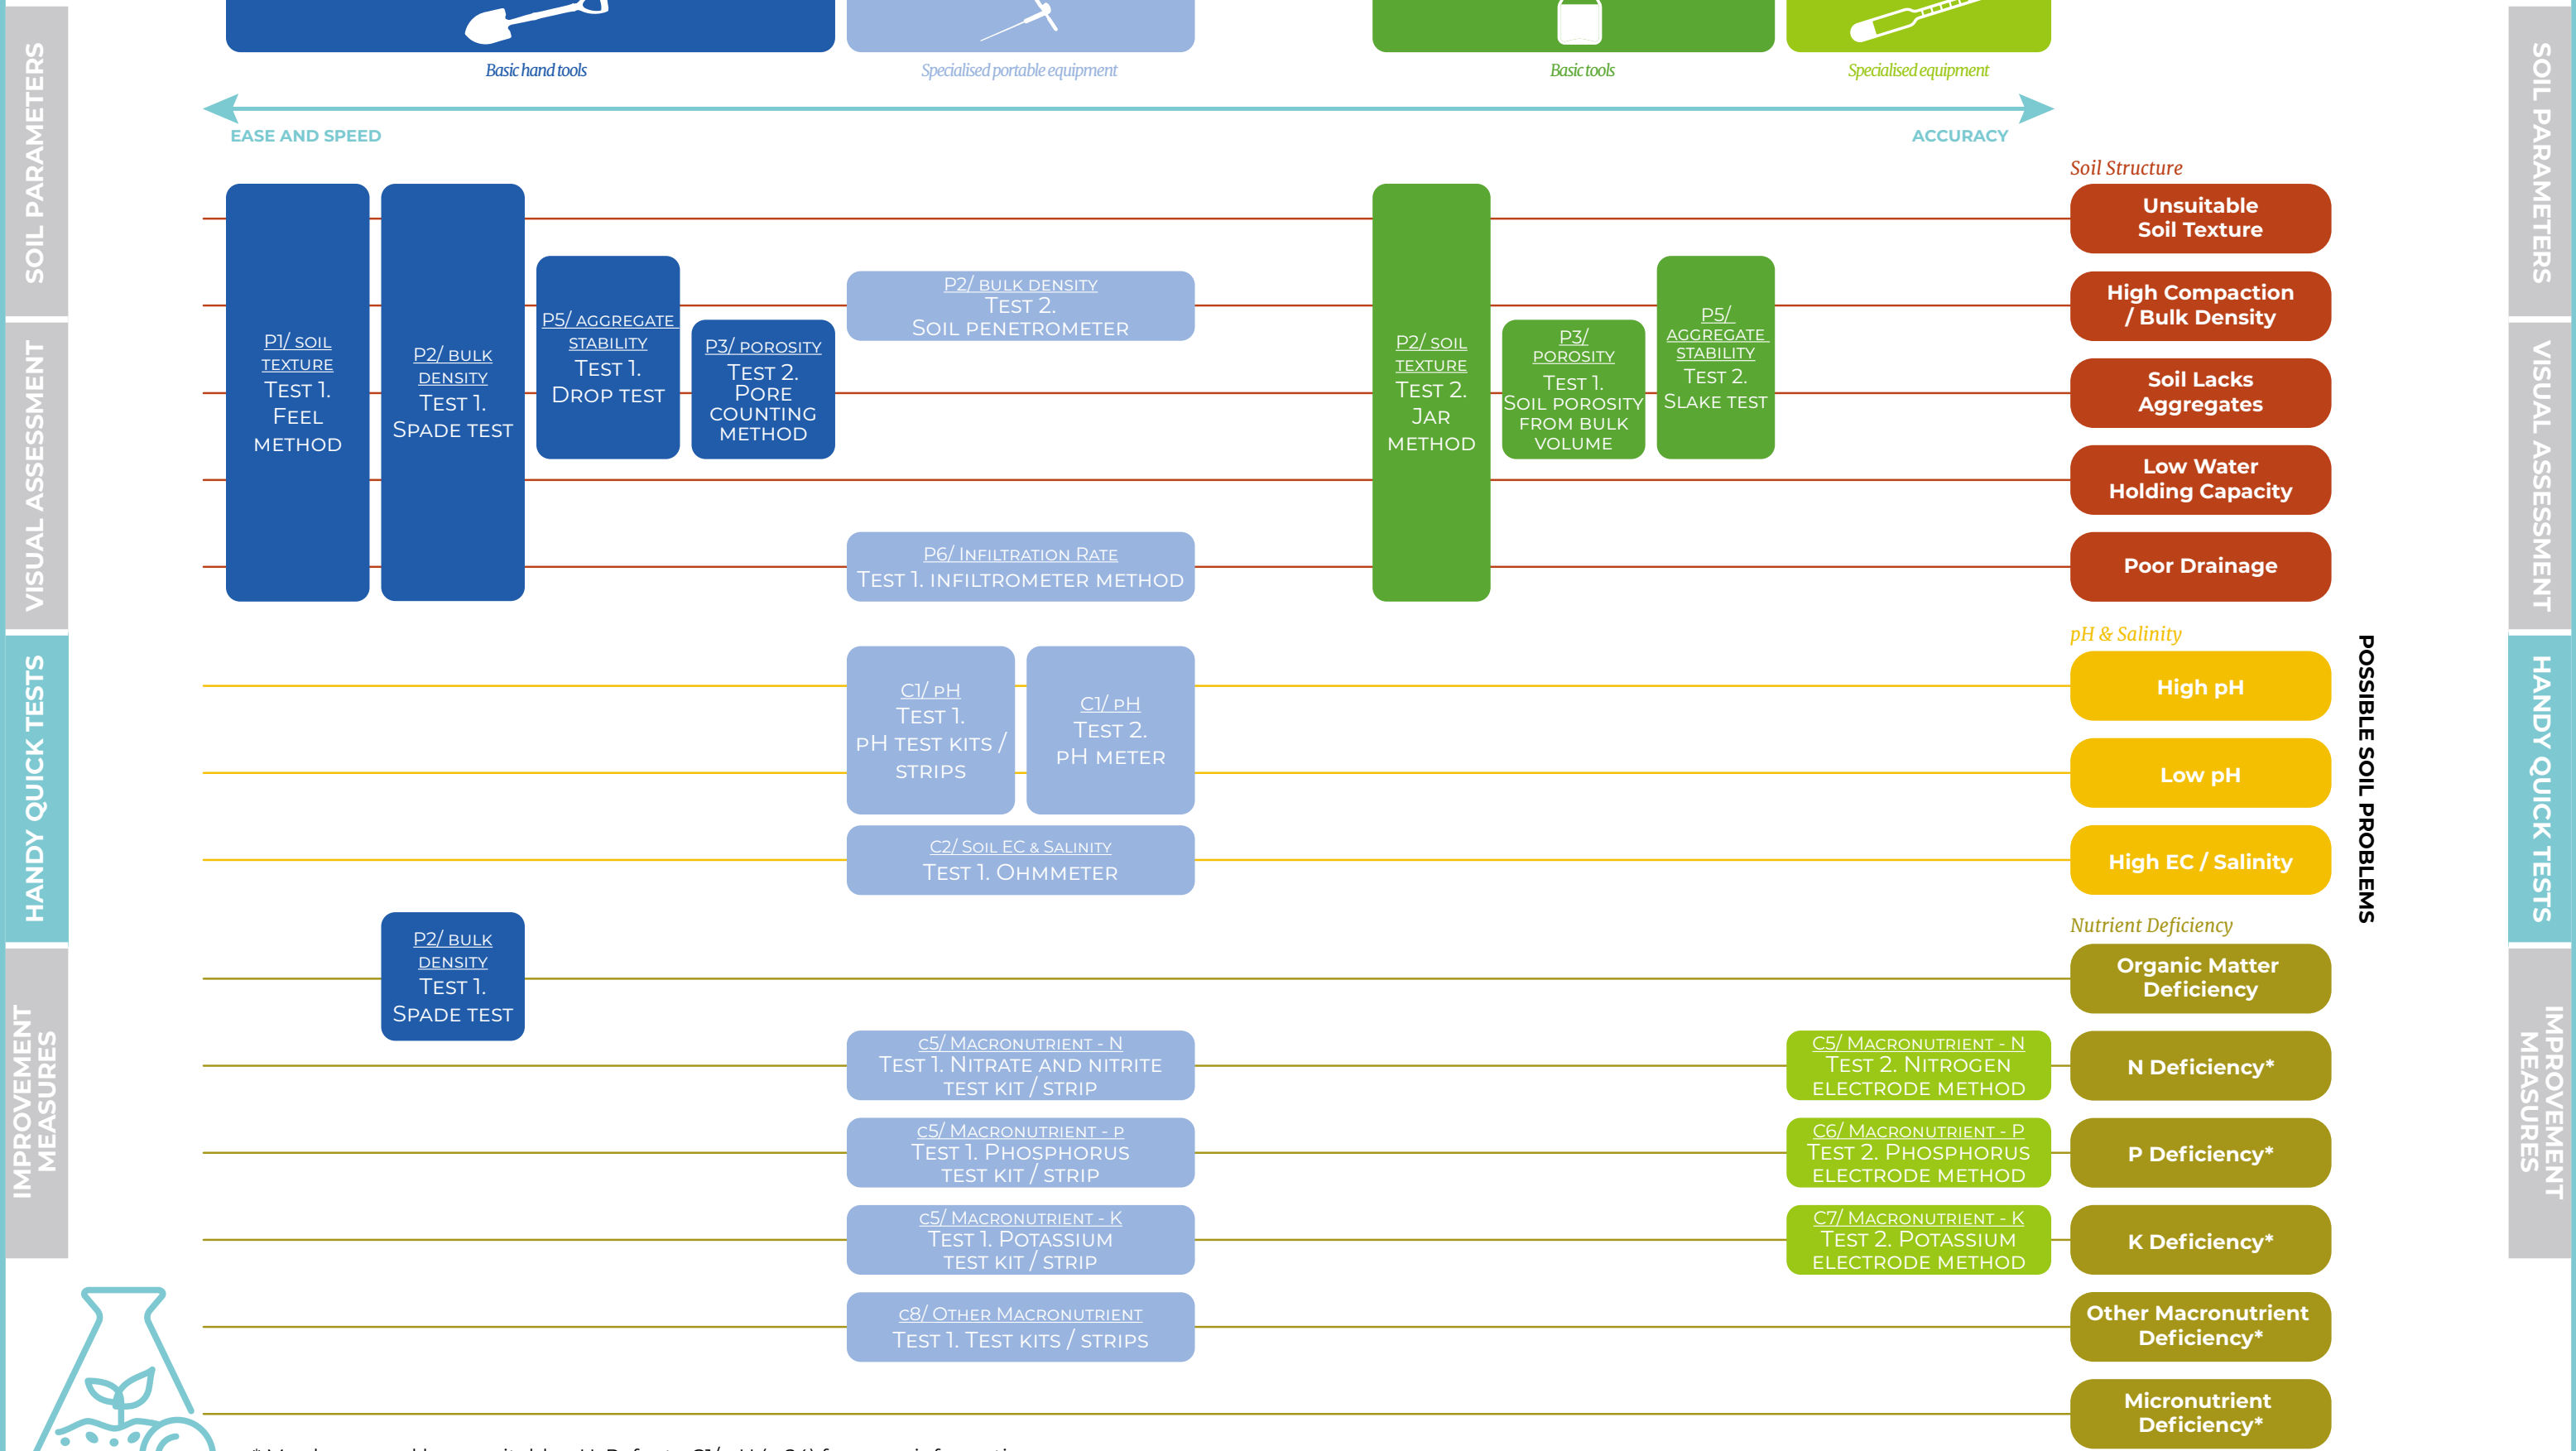 SOIL PARAMETERS
VISUAL ASSESSMENT
HANDY QUICK TESTS
IMPROVEMENT
MEASURES
Basic hand tools
Specialised portable equipment
Basic tools
Specialised equipment
EASE AND SPEED
ACCURACY
P1/ SOIL
TEXTURE
TEST 1.
FEEL
METHOD
P2/ BULK
DENSITY
TEST 1.
SPADE TEST
P5/ AGGREGATE
STABILITY
TEST 1.
DROP TEST
P3/ POROSITY
TEST 2.
PORE
COUNTING
METHOD
P2/ BULK DENSITY
TEST 2.
SOIL PENETROMETER
P6/ INFILTRATION RATE
TEST 1. INFILTROMETER METHOD
P2/ SOIL
TEXTURE
TEST 2.
JAR
METHOD
P3/
POROSITY
TEST 1.
SOIL POROSITY
FROM BULK
VOLUME
P5/
AGGREGATE
STABILITY
TEST 2.
SLAKE TEST
Soil Structure
Unsuitable
Soil Texture
High Compaction
/ Bulk Density
Soil Lacks
Aggregates
Low Water
Holding Capacity
Poor Drainage
C1/ PH
TEST 1.
PH TEST KITS /
STRIPS
C1/ PH
TEST 2.
PH METER
C2/ SOIL EC & SALINITY
TEST 1. OHMMETER
pH & Salinity
High pH
Low pH
High EC / Salinity
P2/ BULK
DENSITY
TEST 1.
SPADE TEST
C5/ MACRONUTRIENT - N
TEST 1. NITRATE AND NITRITE
TEST KIT / STRIP
C5/ MACRONUTRIENT - P
TEST 1. PHOSPHORUS
TEST KIT / STRIP
C5/ MACRONUTRIENT - K
TEST 1. POTASSIUM
TEST KIT / STRIP
C8/ OTHER MACRONUTRIENT
TEST 1. TEST KITS / STRIPS
C5/ MACRONUTRIENT - N
TEST 2. NITROGEN
ELECTRODE METHOD
C6/ MACRONUTRIENT - P
TEST 2. PHOSPHORUS
ELECTRODE METHOD
C7/ MACRONUTRIENT - K
TEST 2. POTASSIUM
ELECTRODE METHOD
Nutrient Deficiency
Organic Matter
Deficiency
N Deficiency*
P Deficiency*
K Deficiency*
Other Macronutrient
Deficiency*
Micronutrient
Deficiency*
POSSIBLE SOIL PROBLEMS
SOIL PARAMETERS
VISUAL ASSESSMENT
HANDY QUICK TESTS
IMPROVEMENT
MEASURES